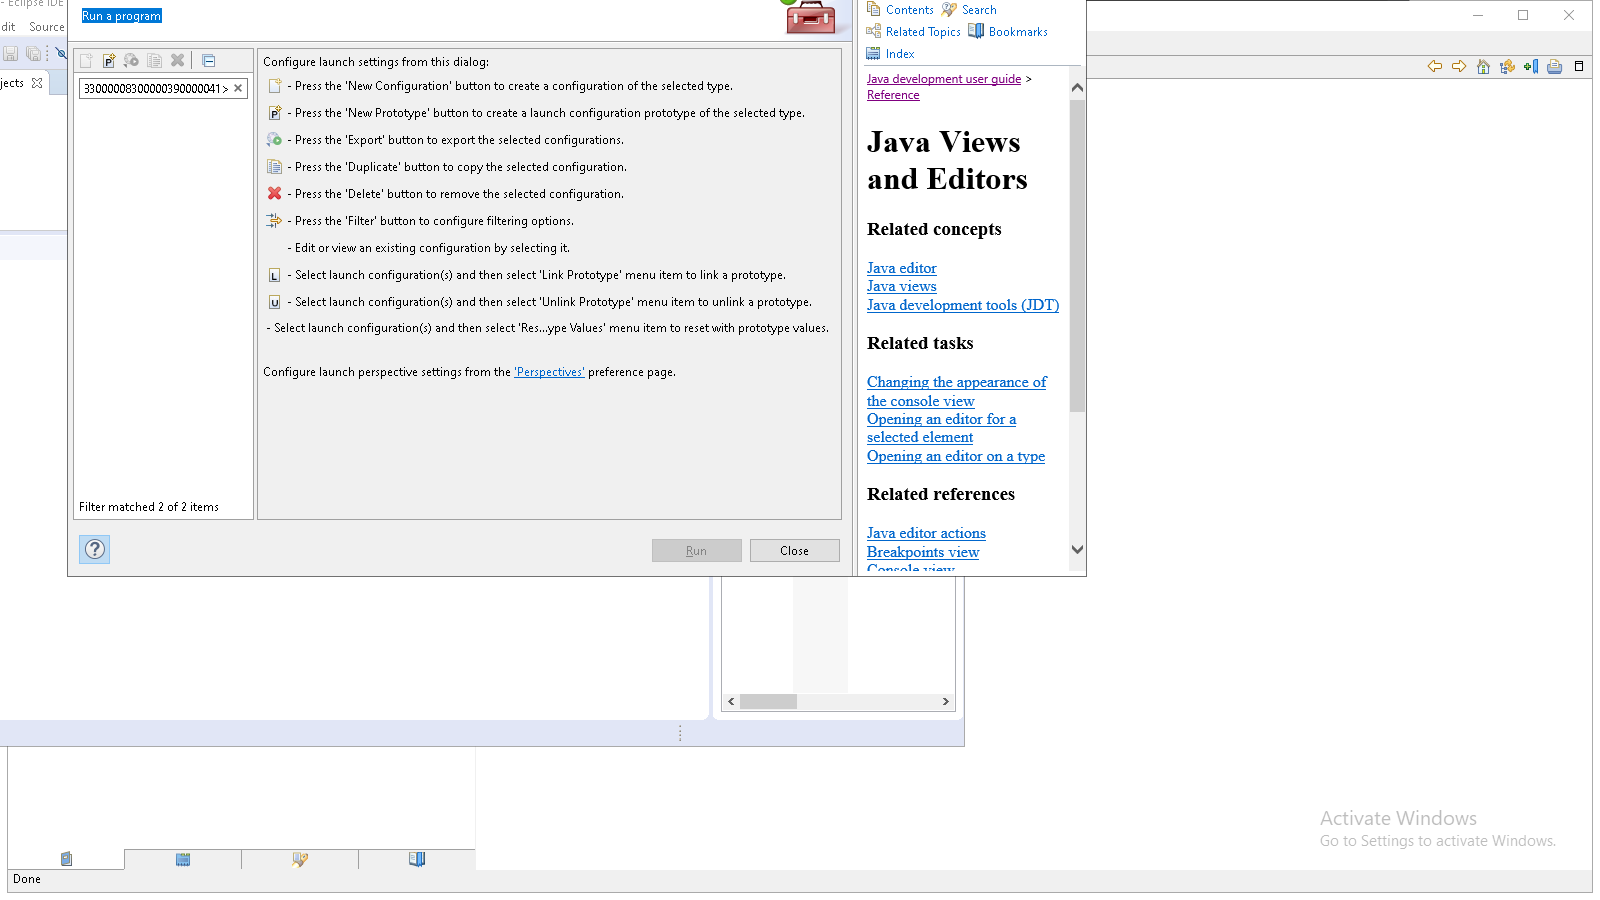 - Eclipse IDE
Run a program
dit Source
jects
33000008300000390000041>
Configure launch settings from this dialog:
- Press the 'New Configuration' button to create a configuration of the selected type.
- Press the 'New Prototype' button to create a launch configuration prototype of the selected type.
- Press the 'Export' button to export the selected configurations.
- Press the 'Duplicate' button to copy the selected configuration.
- Press the 'Delete' button to remove the selected configuration.
- Press the 'Filter' button to configure filtering options.
- Edit or view an existing configuration by selecting it.
- Select launch configuration(s) and then select 'Link Prototype' menu item to link a prototype.
- Select launch configuration(s) and then select 'Unlink Prototype' menu item to unlink a prototype.
- Select launch configuration(s) and then select 'Res...ype Values' menu item to reset with prototype values.
Configure launch perspective settings from the 'Perspectives' preference page.
Filter matched 2 of 2 items
Run
Close
Contents Search
Related Topics Bookmarks
Index
Java development user guide >
Reference
Java Views
and Editors
Related concepts
Java editor
Java views
Java development tools (JDT)
Related tasks
Changing the appearance of
the console view
Opening an editor for a
selected element
Opening an editor on a type
Related references
Java editor actions
Breakpoints view
Console view
Activate Windows
Go to Settings to activate Windows.
Done